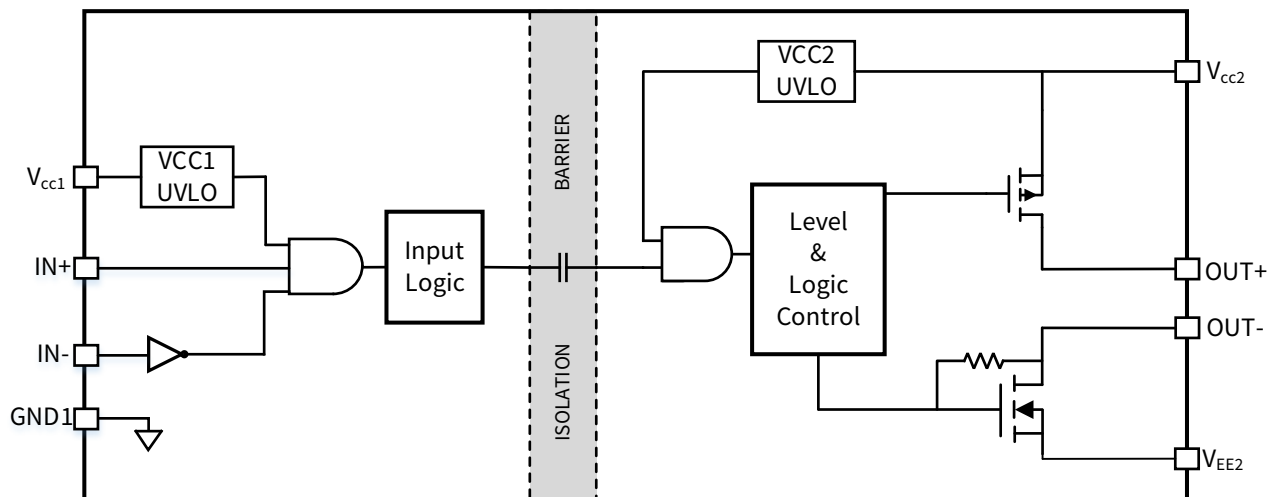 VCC2
UVLO
Vcc2
BARRIER
VCC1
UVLO
Vcc1
Level
&
Logic
Control
Input
Logic
IN+
OUT+
OUT-
IN-
ISOLATION
GND1
VEE2